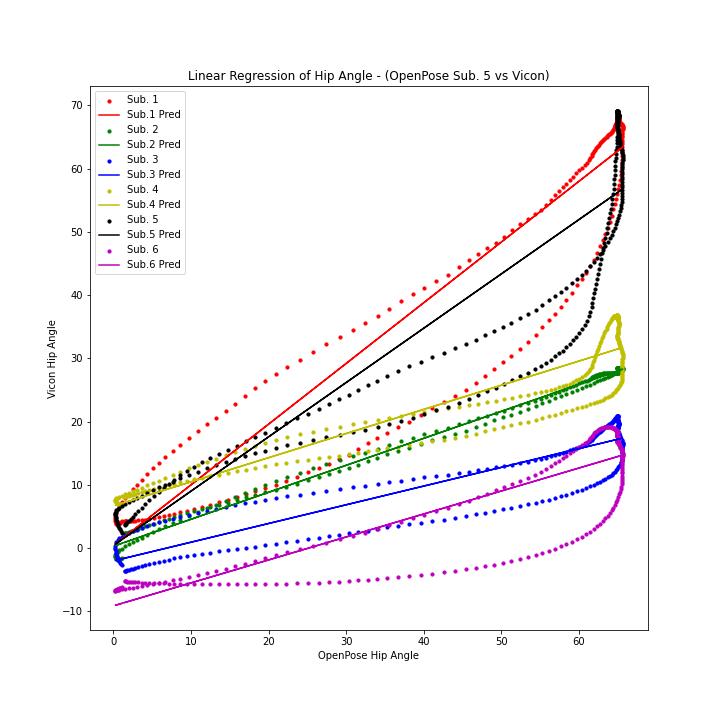 Linear Regression of Hip Angle - (OpenPose Sub. 5 vs Vicon)
Sub. 1
Sub.1 Pred
Sub. 2
Sub.2 Pred
Sub. 3
Sub.3 Pred
Sub. 4
Sub.4 Pred
Sub. 5
Sub.5 Pred
Sub. 6
Sub.6 Pred
70
60
50
40
30
20
10
0
−10
Vicon Hip Angle
0 10 20 30 40 50 60
OpenPose Hip Angle